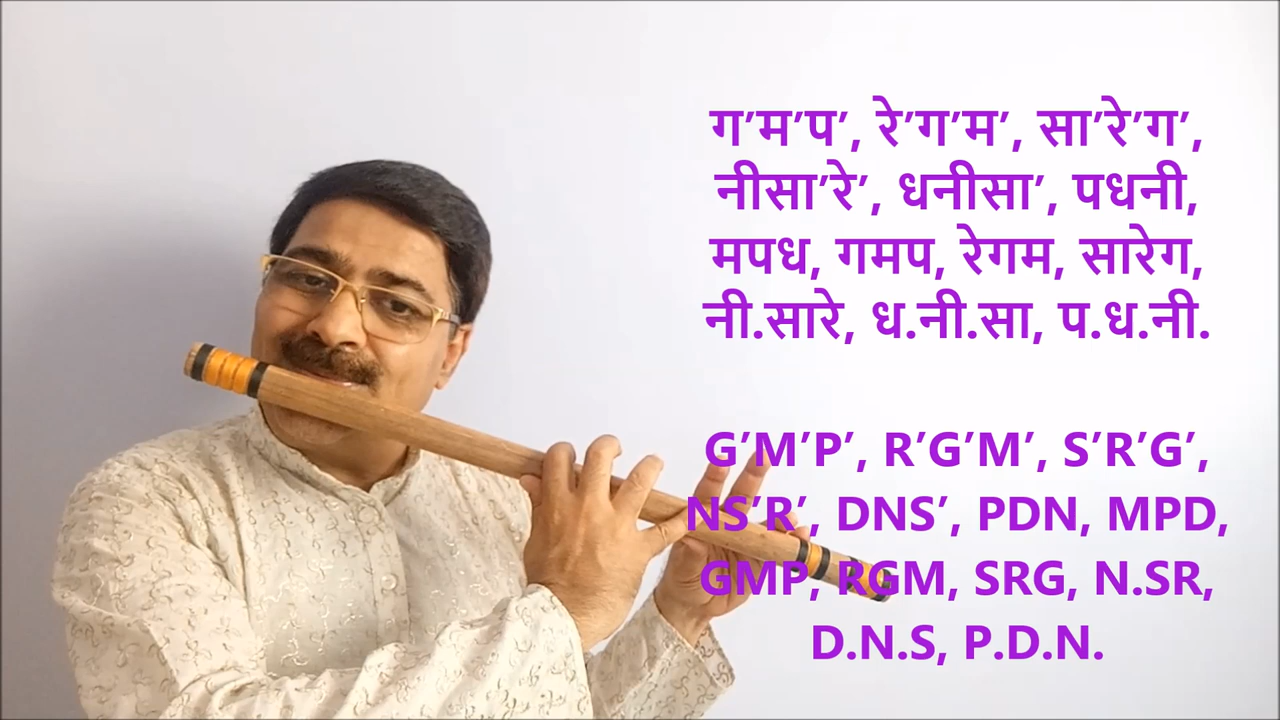 ग’म’प’, रे’ग’म’, सा’रे’ग’,
नीसा’रे’, धनीसा’, पधनी,
मपध, गमप, रेगम, सारेग,
नी.सारे, ध.नी.सा, प.ध.नी.
G’M’P’, R’G’M’, S’R’G’,
NS’R’, DNS’, PDN, MPD,
GMP, RGM, SRG, N.SR,
D.N.S, P.D.N.